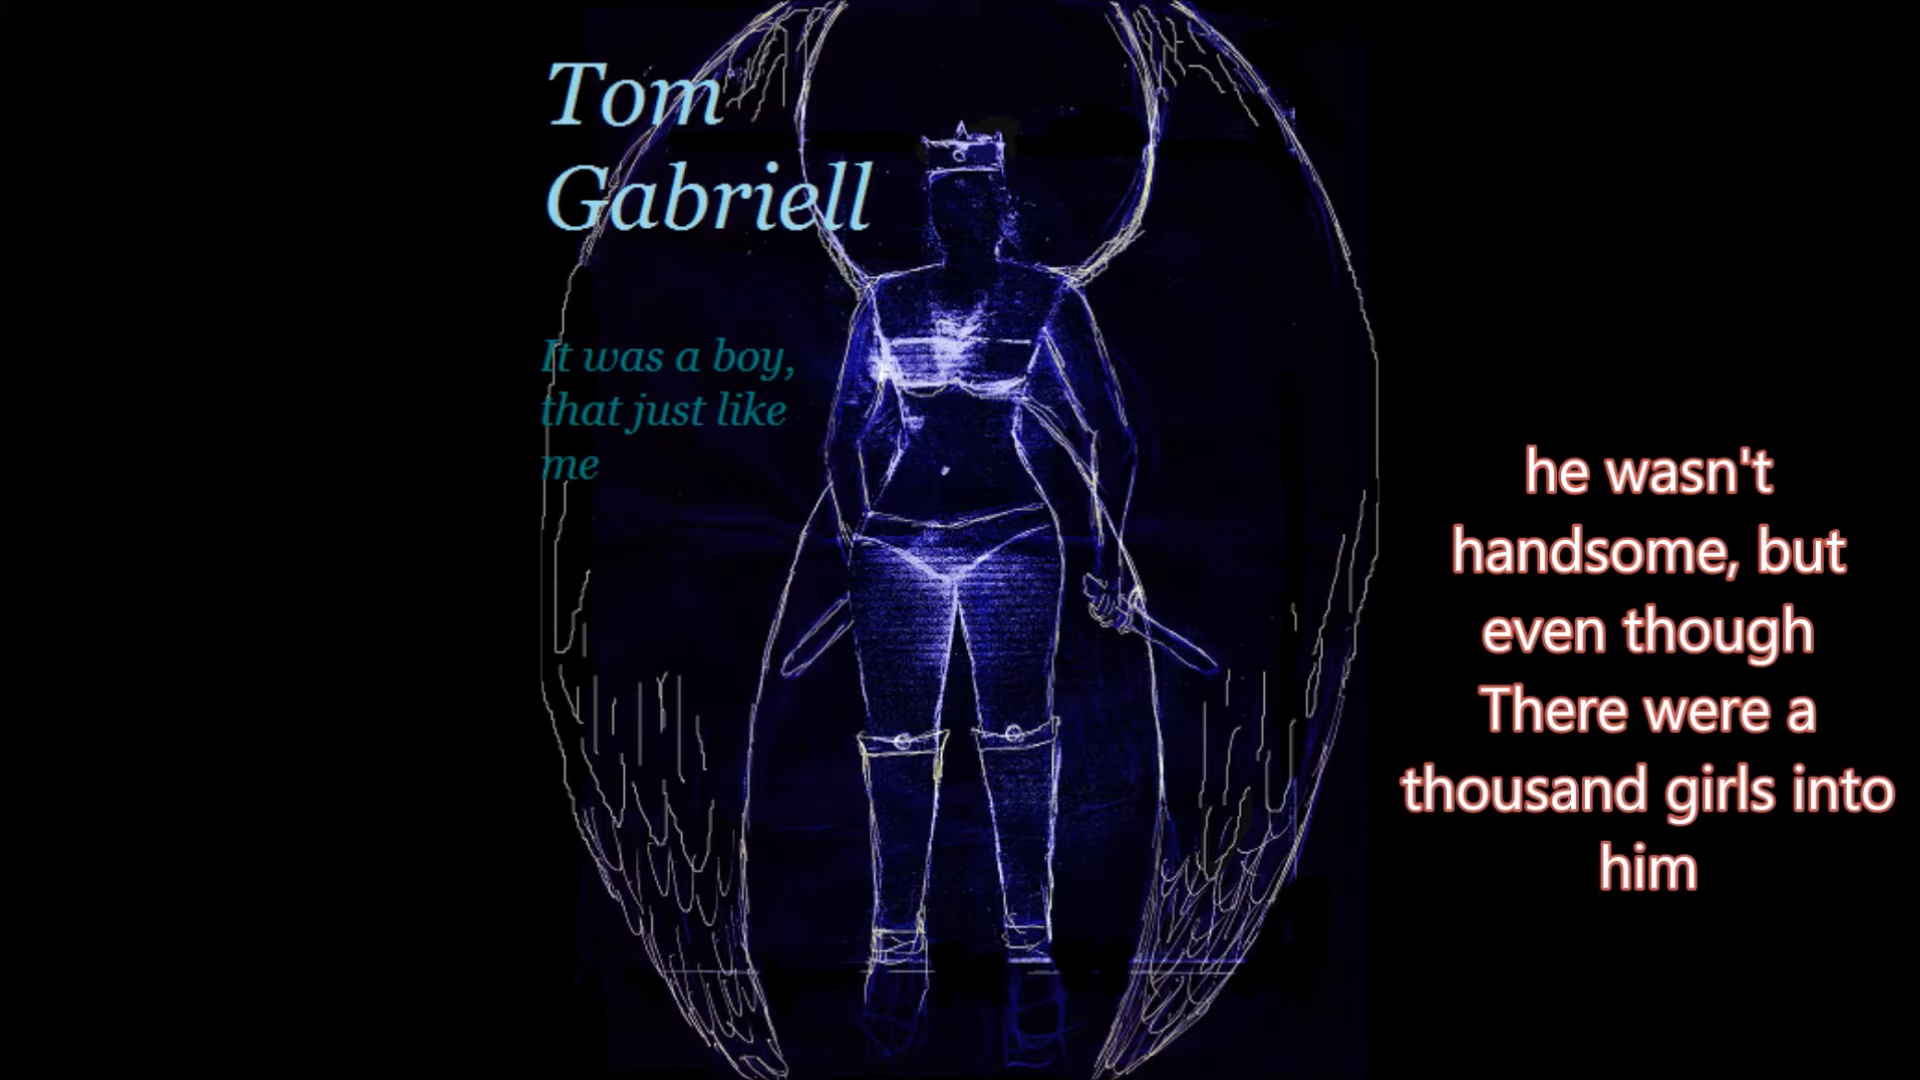 Tom
Gabriell
It was a boy,
that just like
me
he wasn't
handsome, but
even though
There were a
thousand girls into
him